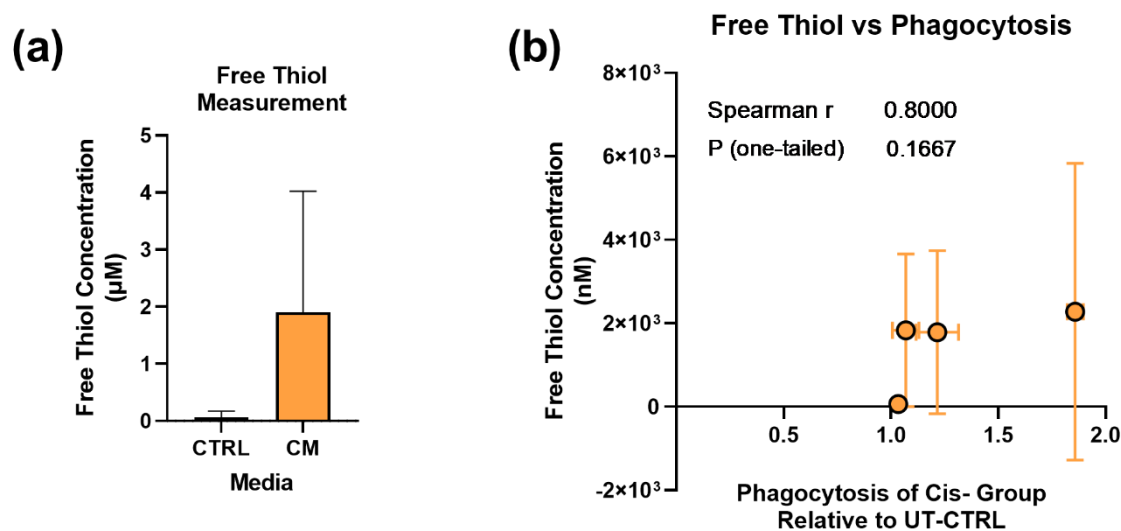 (a)
Free Thiol
Measurement
Free Thiol Concentration
(µM)
5
4
3
2
1
0
CTRL CM
Media
(b)
Free Thiol vs Phagocytosis
Spearman r 0.8000
P (one-tailed) 0.1667
Free Thiol Concentration
(nM)
8×10³
6×10³
4×10³
2×10³
0
-2×10³
0.5 1.0 1.5 2.0
Phagocytosis of Cis- Group
Relative to UT-CTRL